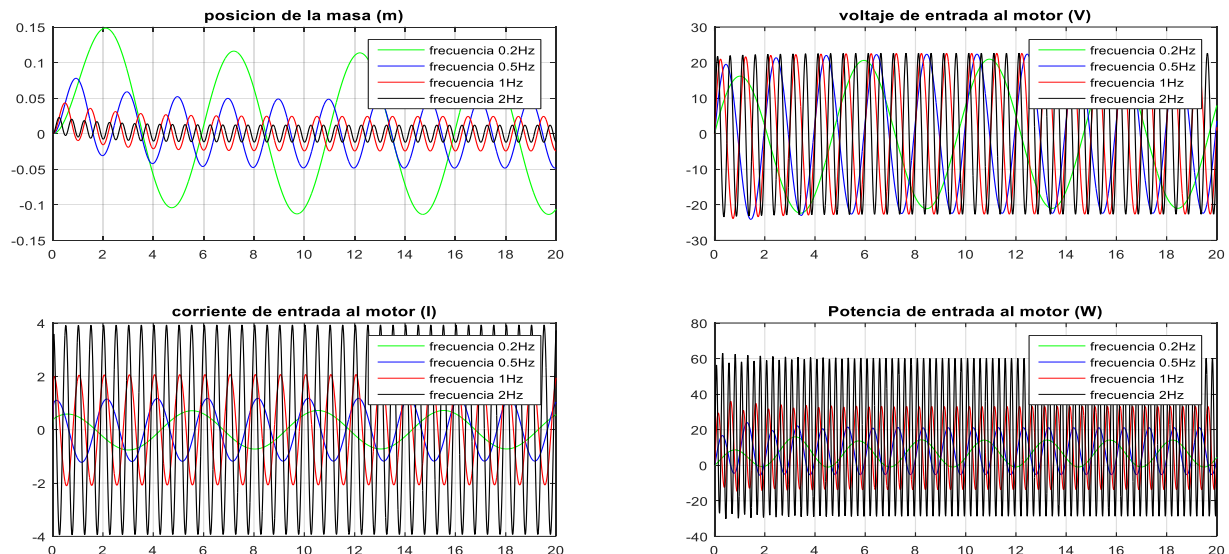 posicion de la masa (m)
0.15
0.1
0.05
0
-0.05
-0.1
-0.15
0 2 4 6 8 10 12 14 16 18 20
frecuencia 0.2Hz
frecuencia 0.5Hz
frecuencia 1Hz
frecuencia 2Hz
voltaje de entrada al motor (V)
30
20
10
0
-10
-20
-30
0 2 4 6 8 10 12 14 16 18 20
frecuencia 0.2Hz
frecuencia 0.5Hz
frecuencia 1Hz
frecuencia 2Hz
corriente de entrada al motor (I)
4
2
0
-2
-4
0 2 4 6 8 10 12 14 16 18 20
frecuencia 0.2Hz
frecuencia 0.5Hz
frecuencia 1Hz
frecuencia 2Hz
Potencia de entrada al motor (W)
80
60
40
20
0
-20
-40
0 2 4 6 8 10 12 14 16 18 20
frecuencia 0.2Hz
frecuencia 0.5Hz
frecuencia 1Hz
frecuencia 2Hz